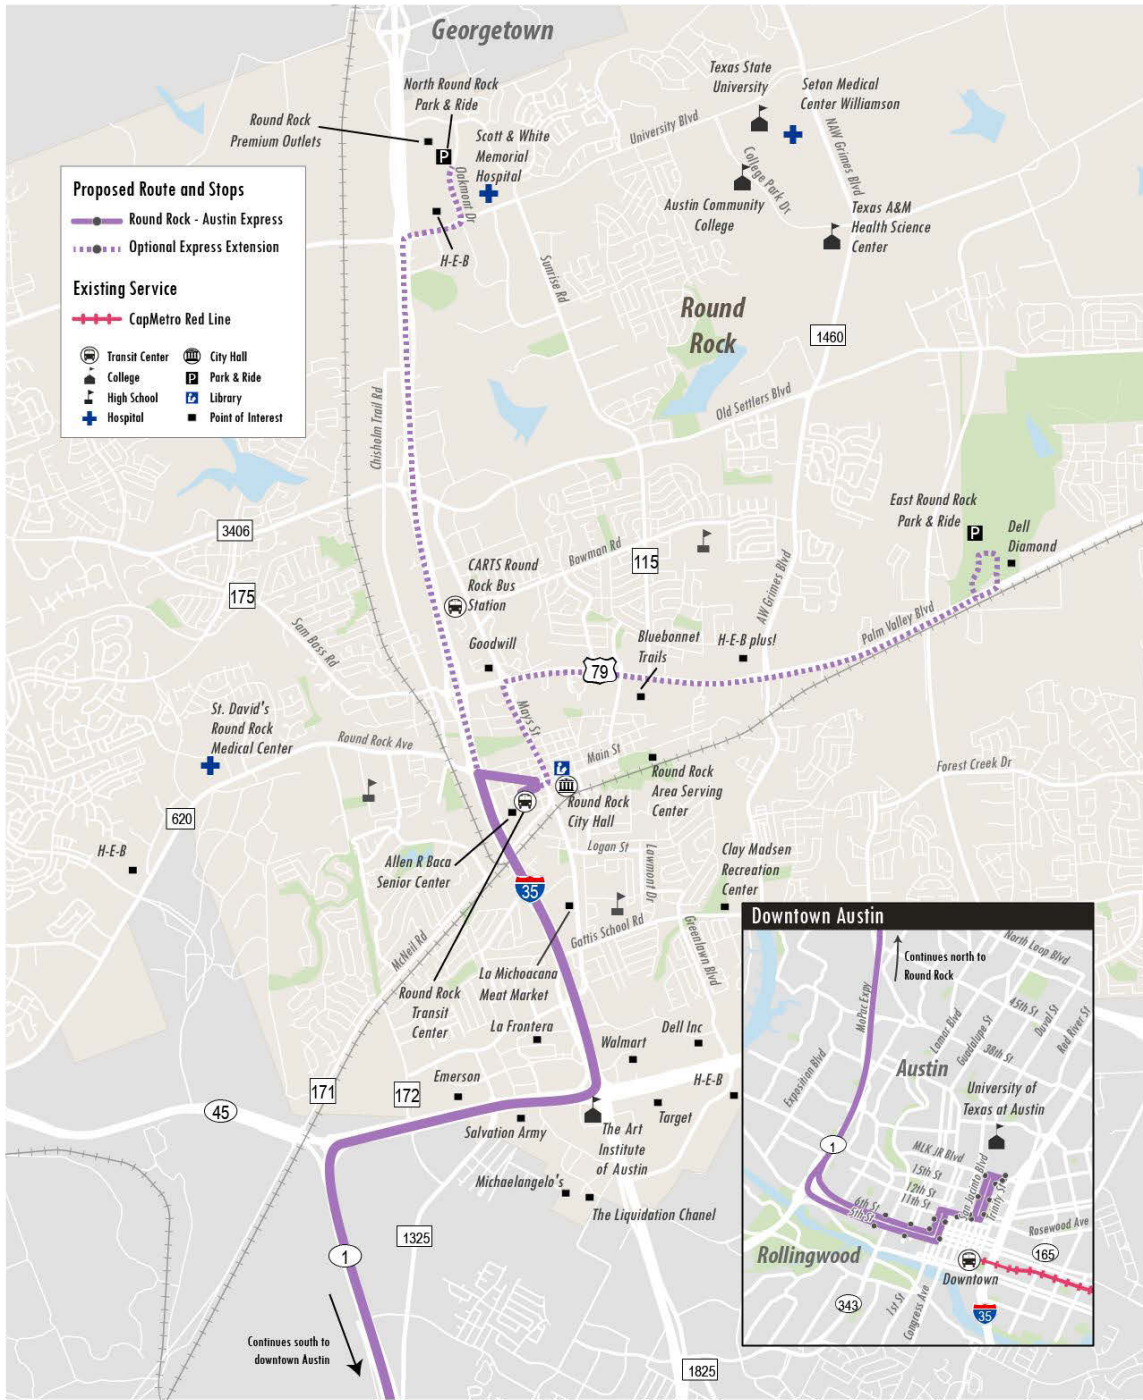 Georgetown
North Round Rock
Park & Ride
Round Rock
Premium Outlets
Scott & White
Memorial
Hospital
Oakmont Dr
H-E-B
University Blvd
Texas State
University
Seton Medical
Center Williamson
NAW Grimes Blvd
College Park Dr
Austin Community
College
Texas A&M
Health Science
Center
Proposed Route and Stops
Round Rock - Austin Express
Optional Express Extension
Existing Service
CapMetro Red Line
Transit Center
City Hall
College
P
Park & Ride
High School
Library
Hospital
Point of Interest
P
Sunrise Rd
Round
Rock
1460
Chisholm Trail Rd
Old Settlers Blvd
3406
175
Sam Bass Rd
CARTS Round
Rock Bus
Station
Bowman Rd
115
AW Grimes Blvd
East Round Rock
Park & Ride
P
Dell
Diamond
Palm Valley Blvd
Goodwill
79
Bluebonnet
Trails
H-E-B plus!
Mays St
St. David's
Round Rock
Medical Center
Round Rock Ave
Main St
Round Rock
Area Serving
Center
Forest Creek Dr
620
H-E-B
Round Rock
City Hall
Allen R Baca
Senior Center
Logan St
Lawmont Dr
Clay Madsen
Recreation
Center
35
McNeil Rd
Gattis School Rd
Greenlawn Blvd
La Michoacana
Meat Market
Round Rock
Transit
Center
La Frontera
Walmart
Dell Inc
H-E-B
171
172
Emerson
45
Salvation Army
The Art
Institute
of Austin
Target
Michaelangelo's
The Liquidation Chanel
1325
1
Continues south to
downtown Austin
1825
Downtown Austin
Continues north to
Round Rock
North Loop Blvd
MoPac Expy
Lamar Blvd
Guadalupe St
45th St
Duval St
Red River St
38th St
Exposition Blvd
Austin
University of
Texas at Austin
1
MLK JR Blvd
15th St
12th St
11th St
San Jacinto Blvd
Trinity St
6th St
5th St
Rosewood Ave
Rollingwood
165
Downtown
343
1st St
Congress Ave
35